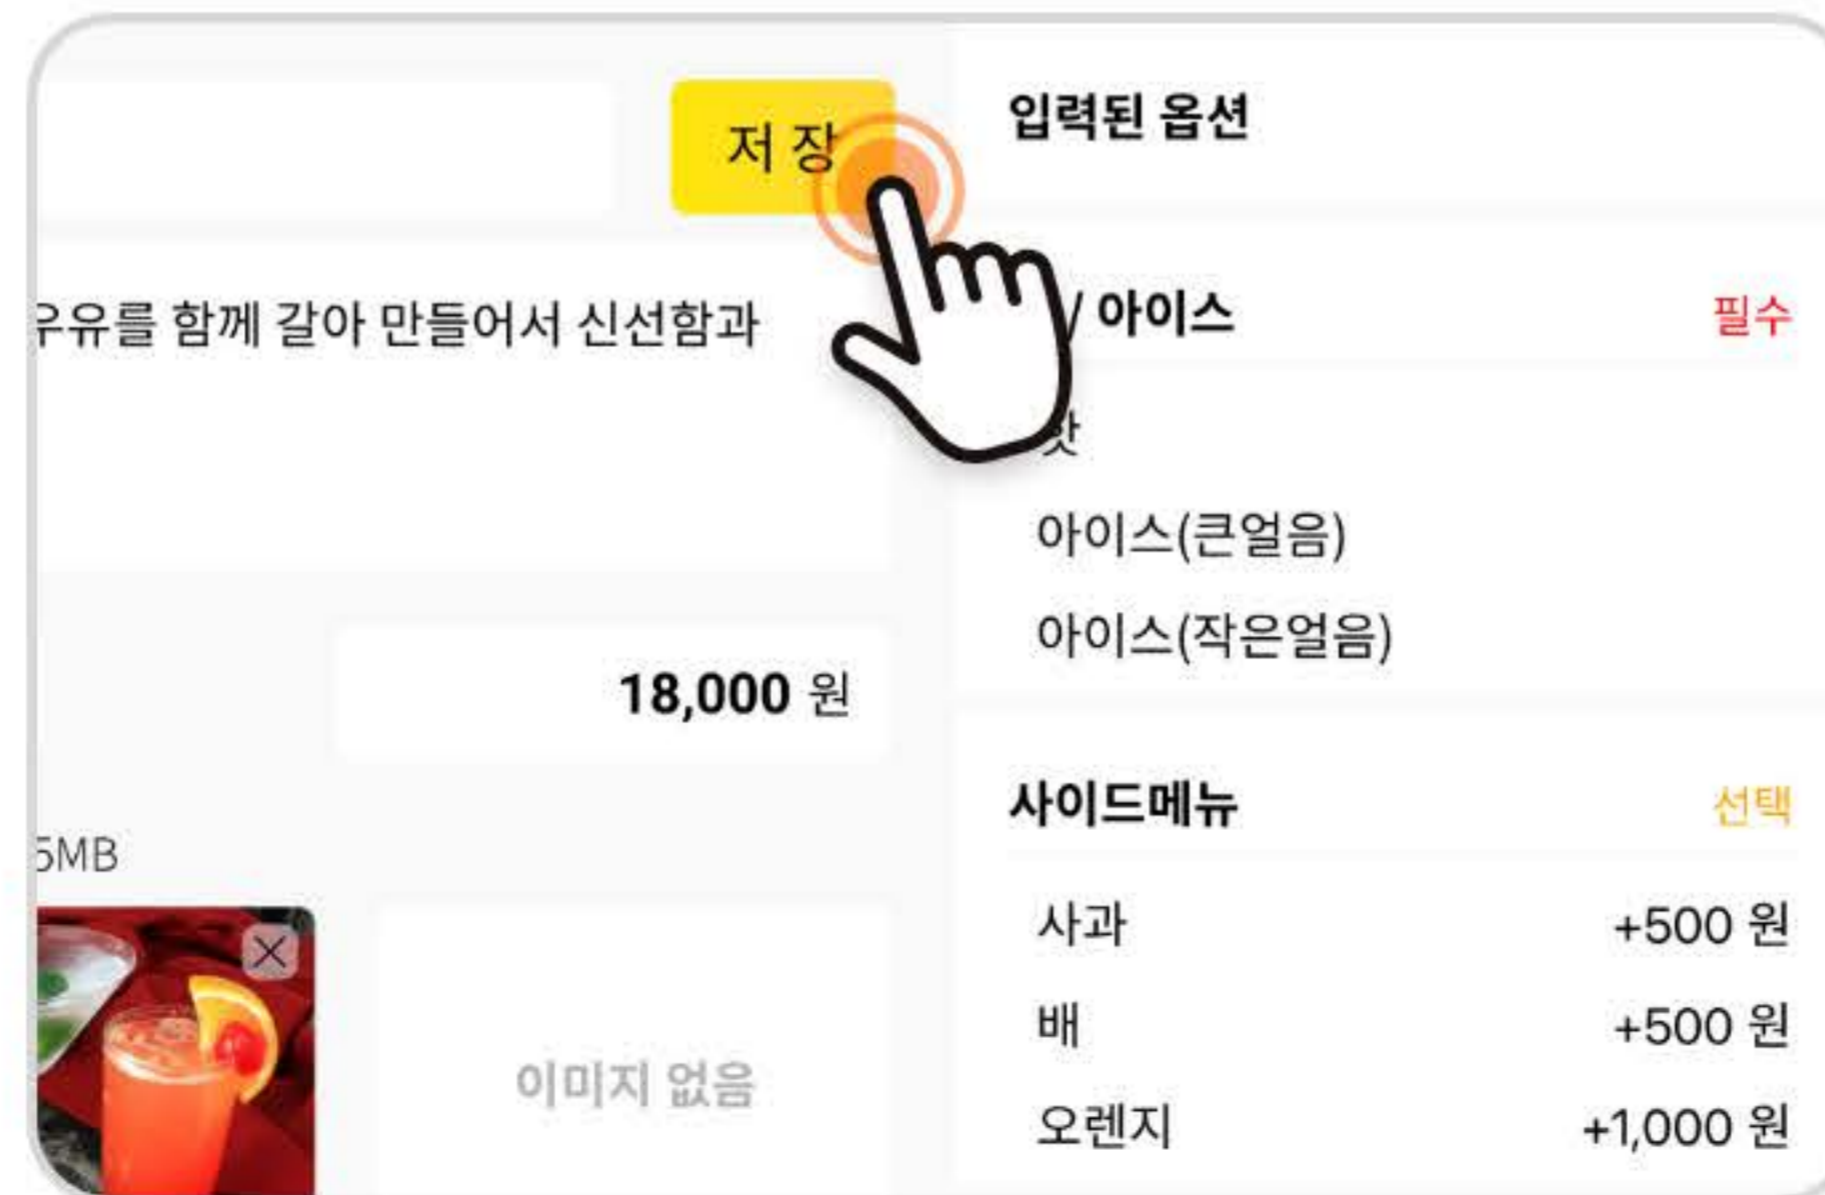 저 장
우유를 함께 갈아 만들어서 신선함과
18,000 원
5MB
이미지 없음
입력된 옵션
/ 아이스
필수
핫
아이스(큰얼음)
아이스(작은얼음)
사이드메뉴
선택
사과
+500 원
배
+500 원
오렌지
+1,000 원